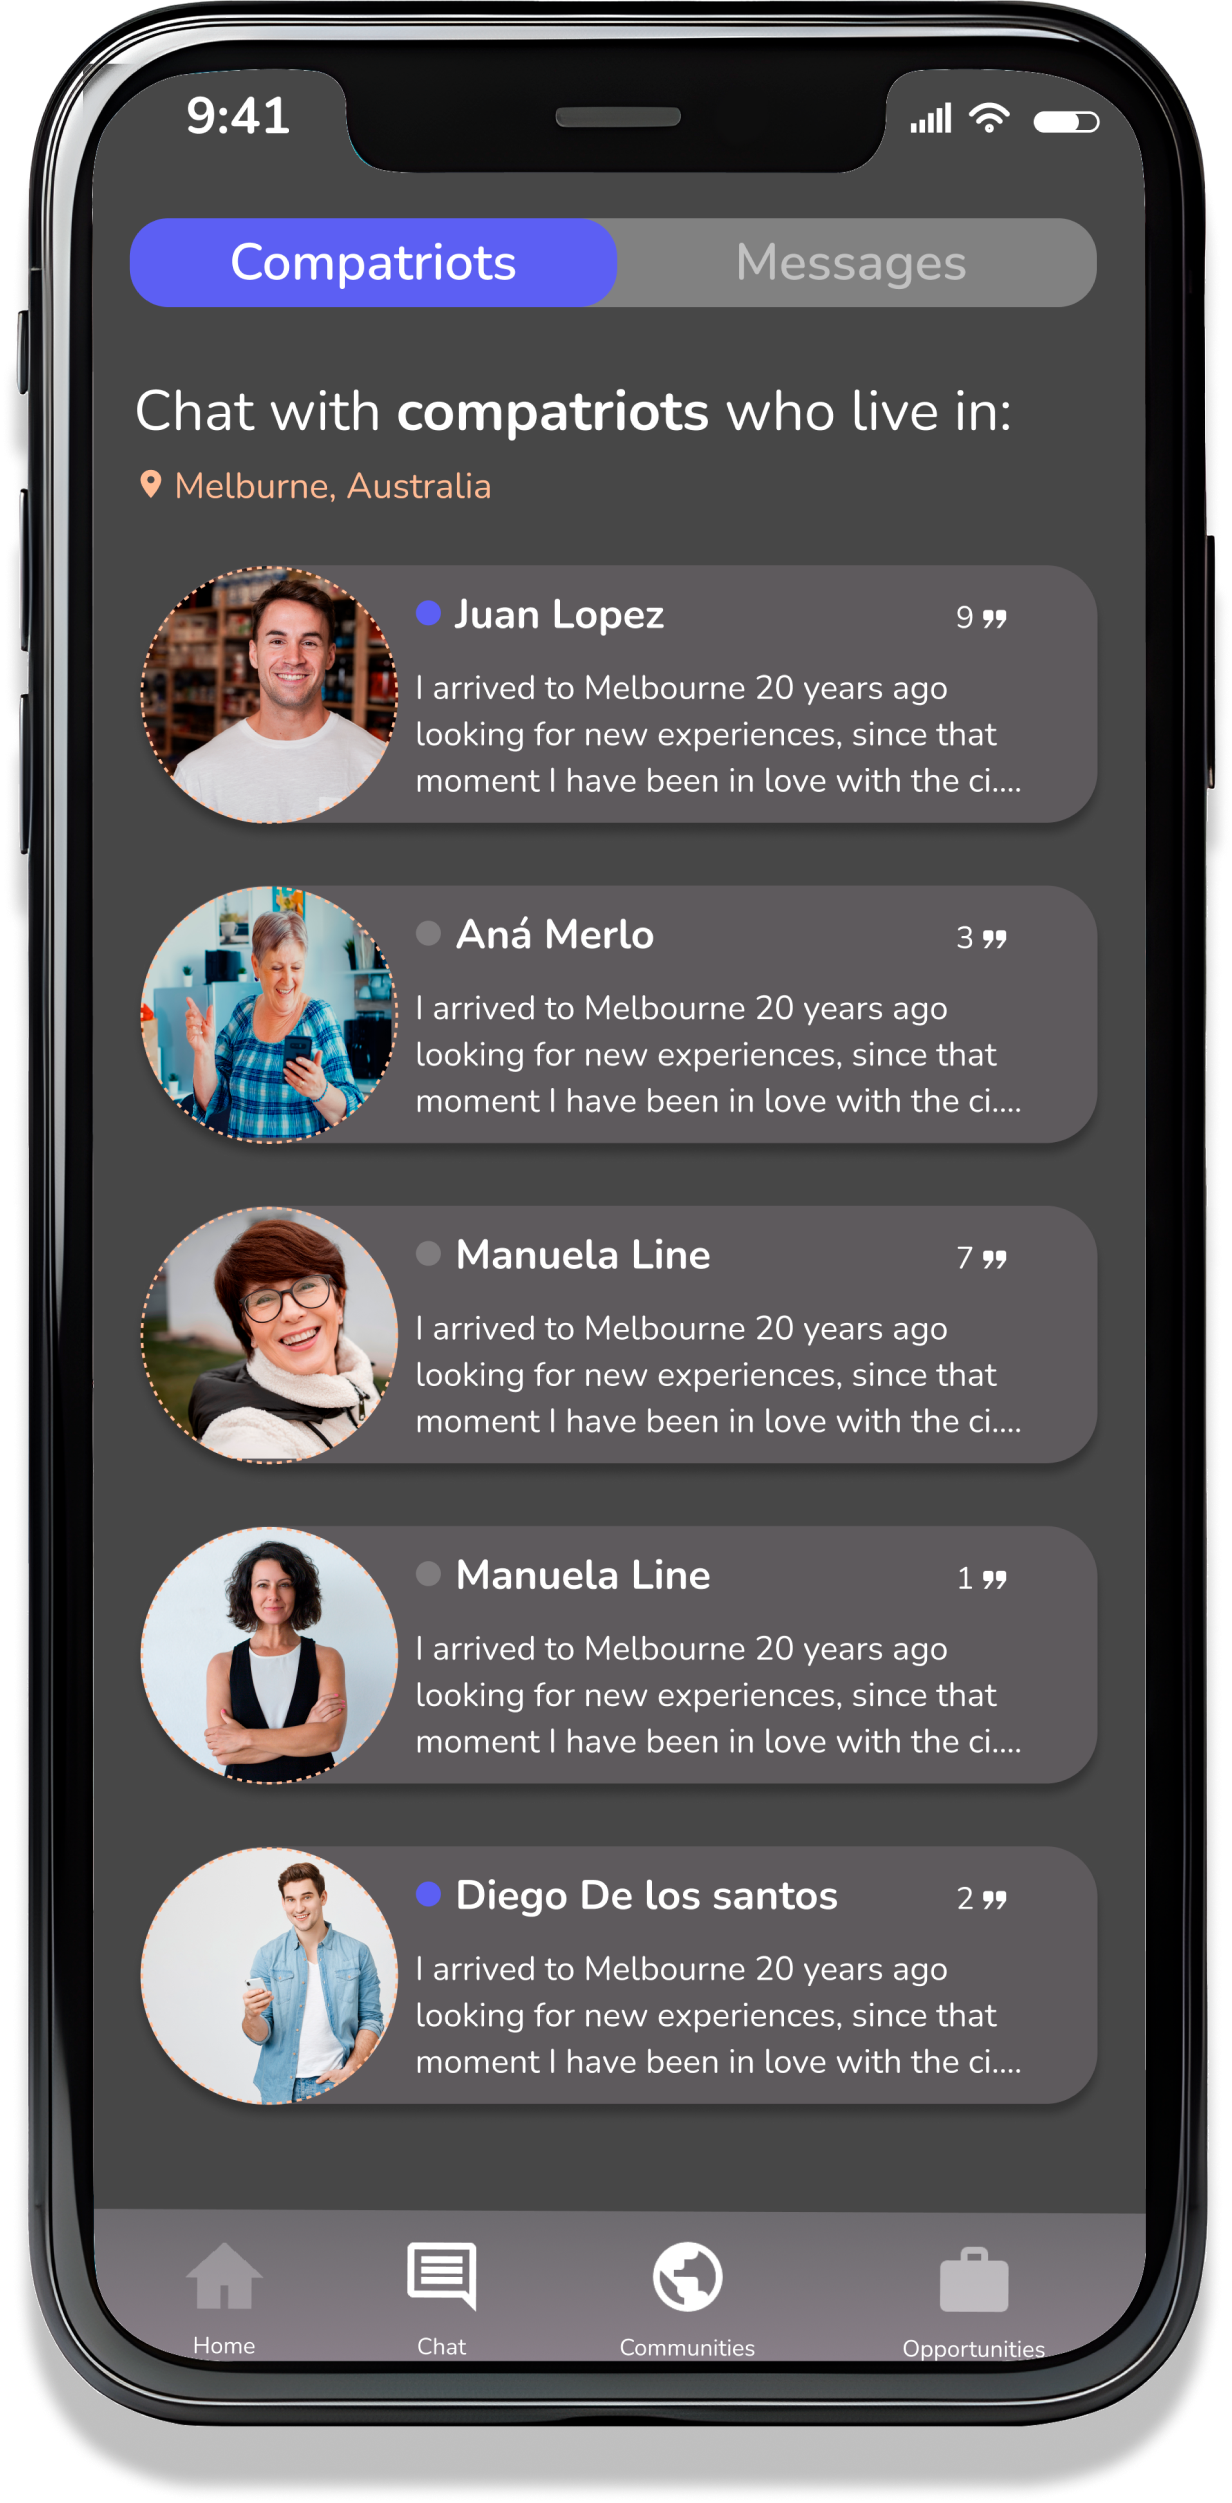 9:41
Compatriots
Messages
Chat with compatriots who live in:
Melburne, Australia
Juan Lopez
9
I arrived to Melbourne 20 years ago
looking for new experiences, since that
moment I have been in love with the ci....
Aná Merlo
3
I arrived to Melbourne 20 years ago
looking for new experiences, since that
moment I have been in love with the ci....
Manuela Line
7
I arrived to Melbourne 20 years ago
looking for new experiences, since that
moment I have been in love with the ci....
Manuela Line
1
I arrived to Melbourne 20 years ago
looking for new experiences, since that
moment I have been in love with the ci....
Diego De los santos
2
I arrived to Melbourne 20 years ago
looking for new experiences, since that
moment I have been in love with the ci....
Home
Chat
Communities
Opportunities